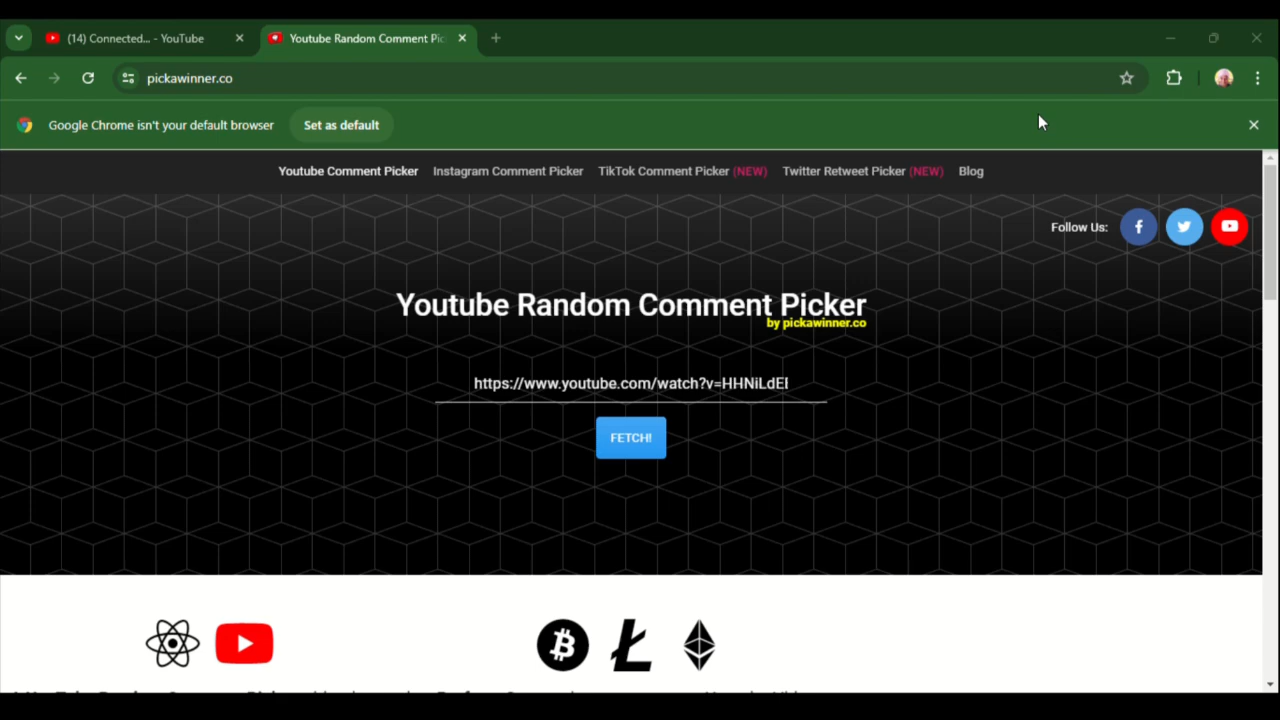 (14) Connected... - YouTube
Youtube Random Comment Pic
pickawinner.co
Google Chrome isn't your default browser
Set as default
Youtube Comment Picker Instagram Comment Picker TikTok Comment Picker (NEW) Twitter Retweet Picker (NEW) Blog
Follow Us:
Youtube Random Comment Picker
by pickawinner.co
https://www.youtube.com/watch?v=HHNiLdE
FETCH!